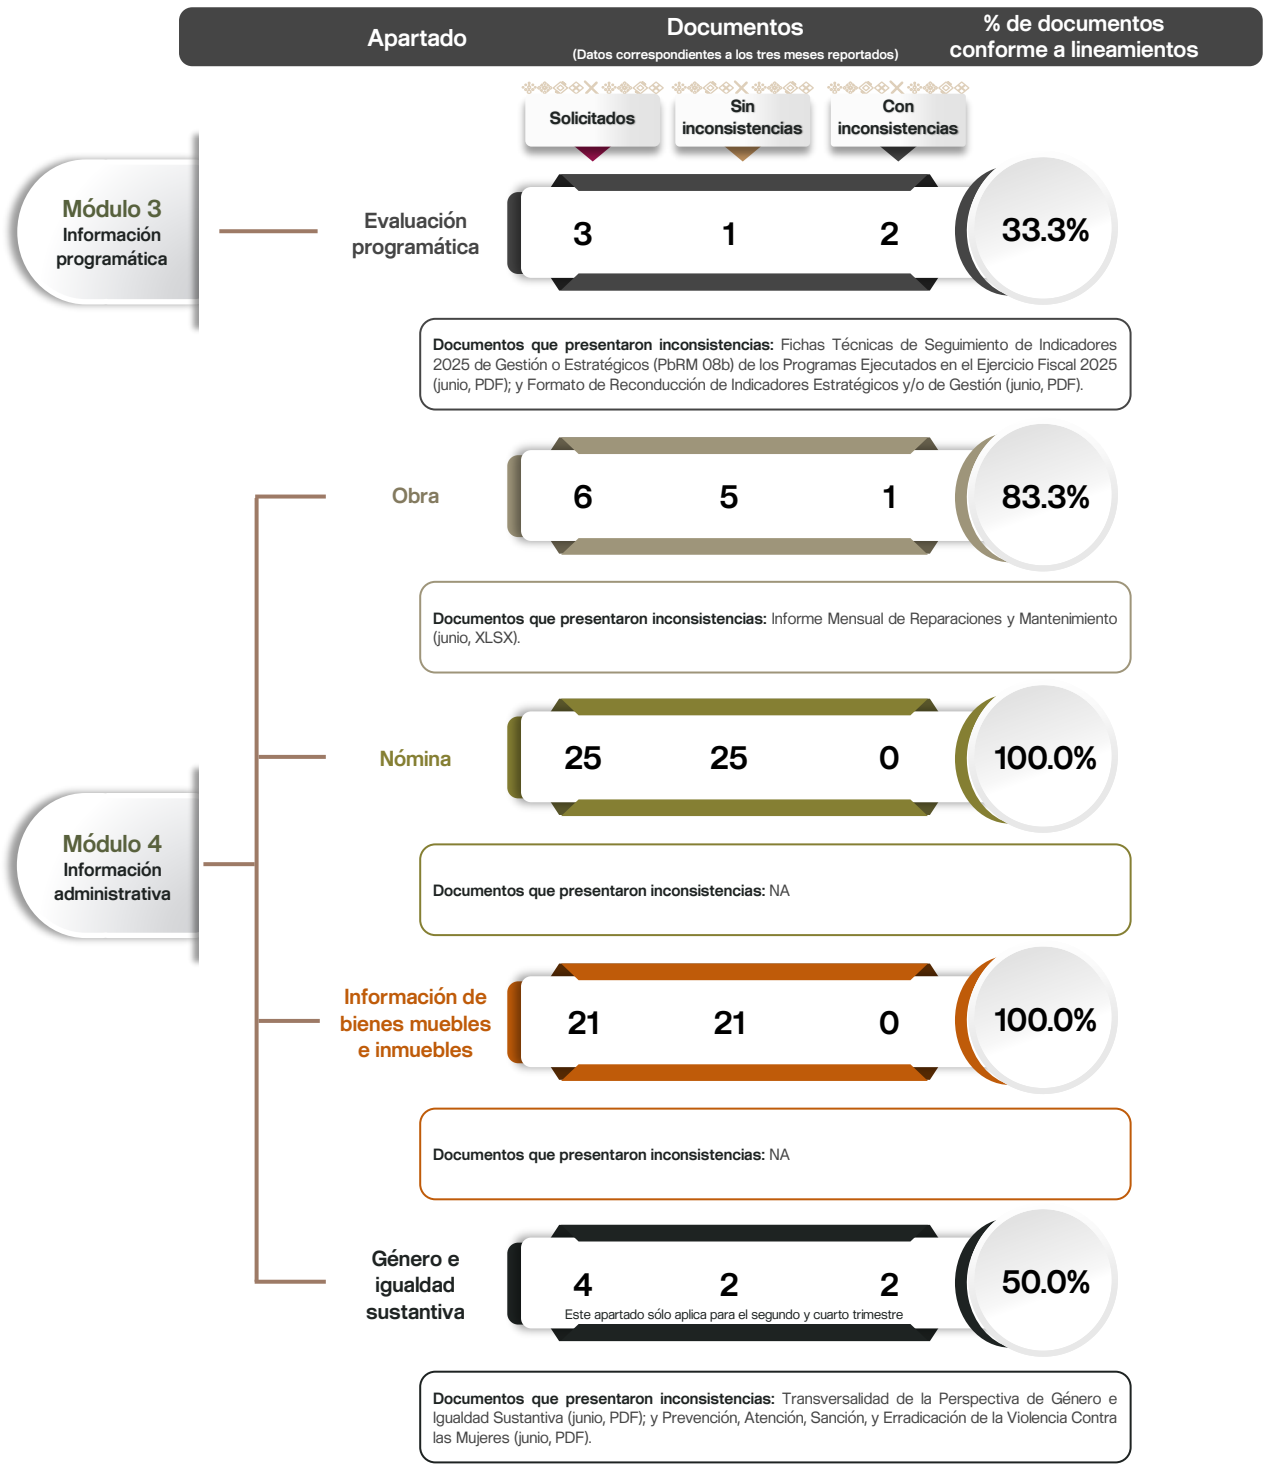 Apartado
Documentos
(Datos correspondientes a los tres meses reportados)
% de documentos
conforme a lineamientos
Solicitados
Sin
inconsistencias
Con
inconsistencias
Módulo 3
Información
programática
Evaluación
programática
3 1 2 33.3%
Documentos que presentaron inconsistencias: Fichas Técnicas de Seguimiento de Indicadores
2025 de Gestión o Estratégicos (PbRM 08b) de los Programas Ejecutados en el Ejercicio Fiscal 2025
(junio, PDF); y Formato de Reconducción de Indicadores Estratégicos y/o de Gestión (junio, PDF).
Obra
6 5 1 83.3%
Documentos que presentaron inconsistencias: Informe Mensual de Reparaciones y Mantenimiento
(junio, XLSX).
Nómina
25 25 0 100.0%
Módulo 4
Información
administrativa
Documentos que presentaron inconsistencias: NA
Información de
bienes muebles
e inmuebles
21 21 0 100.0%
Documentos que presentaron inconsistencias: NA
Género e
igualdad
sustantiva
4 2 2 50.0%
Este apartado sólo aplica para el segundo y cuarto trimestre
Documentos que presentaron inconsistencias: Transversalidad de la Perspectiva de Género e
Igualdad Sustantiva (junio, PDF); y Prevención, Atención, Sanción, y Erradicación de la Violencia Contra
las Mujeres (junio, PDF).